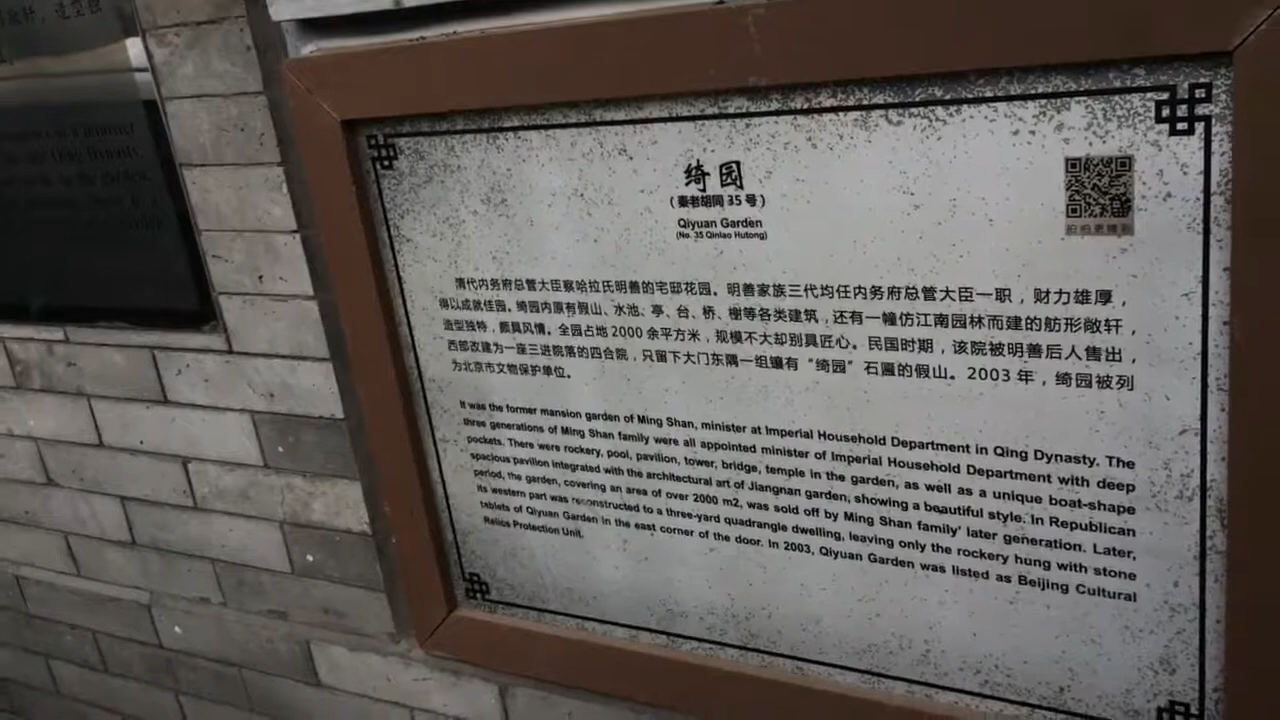 绮园
（秦老胡同35号）
Qiyuan Garden
(No. 35 Qinlao Hutong)
清代内务府总管大臣察哈拉氏明善的宅邸花园。明善家族三代均任内务府总管大臣一职，财力雄厚，
得以成就佳园。绮园内原有假山、水池、亭、台、桥、榭等各类建筑，还有一幢仿江南园林而建的舫形敞轩，
造型独特，颇具风情。全园占地2000余平方米，规模不大却别具匠心。民国时期，该院被明善后人售出，
西部改建为一座三进院落的四合院，只留下大门东隅一组镶有“绮园”石匾的假山。2003年，绮园被列
为北京市文物保护单位。
It was the former mansion garden of Ming Shan, minister at Imperial Household Department in Qing Dynasty. The
three generations of Ming Shan family were all appointed minister of Imperial Household Department with deep
pockets. There were rockery, pool, pavilion, tower, bridge, temple in the garden, as well as a unique boat-shape
spacious pavilion integrated with the architectural art of Jiangnan garden, showing a beautiful style. In Republican
period, the garden, covering an area of over 2000 m2, was sold off by Ming Shan family' later generation. Later,
its western part was reconstructed to a three-yard quadrangle dwelling, leaving only the rockery hung with stone
tablets of Qiyuan Garden in the east corner of the door. In 2003, Qiyuan Garden was listed as Beijing Cultural
Relics Protection Unit.